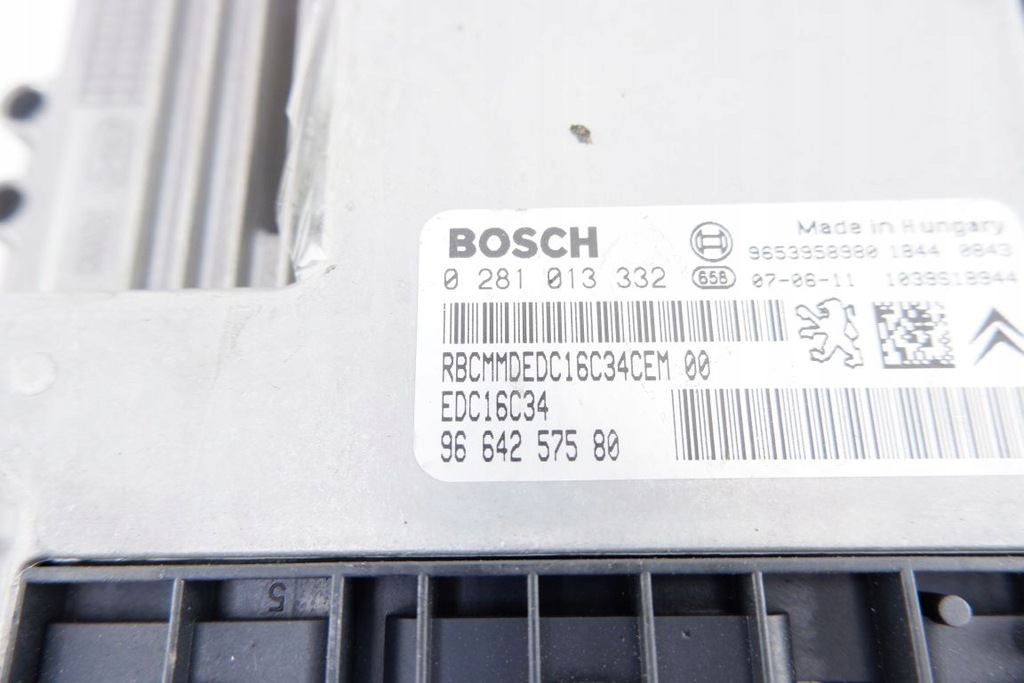 BOSCH
Made in Hungary
9653958980 1844 0843
0 281 013 332
658
07-06-11 1039S18944
RBCMMDEDC16C34CEM 00
EDC16C34
96 642 575 80
5